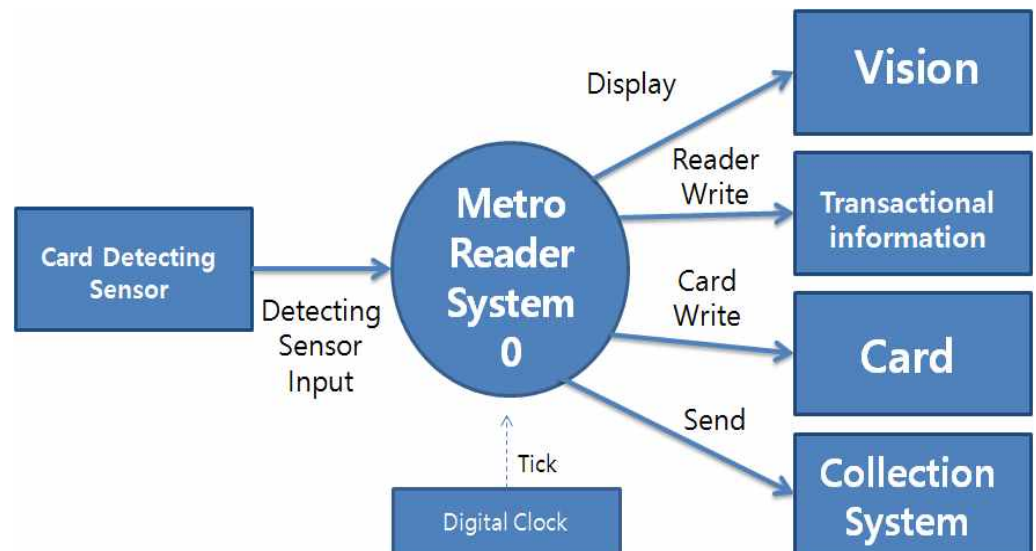 Card Detecting
Sensor
Detecting
Sensor
Input
Metro
Reader
System
0
Tick
Digital Clock
Display
Vision
Reader
Write
Transactional
information
Card
Write
Card
Send
Collection
System